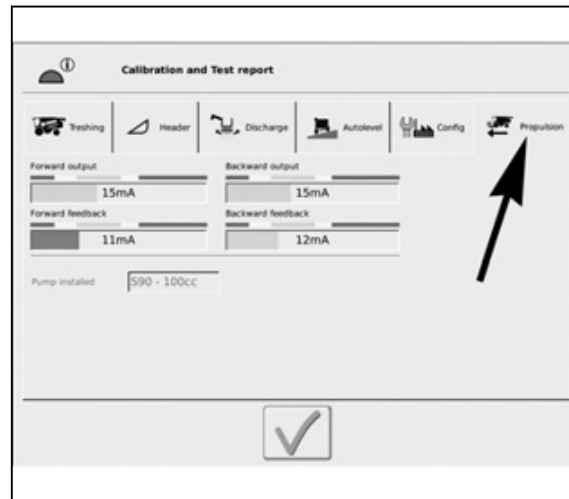 Calibration and Test report
Treshing Header Discharge Autolevel Config Propulsion
Forward output Backward output
15mA 15mA
Forward feedback Backward feedback
11mA 12mA
Pump installed S90 - 100cc